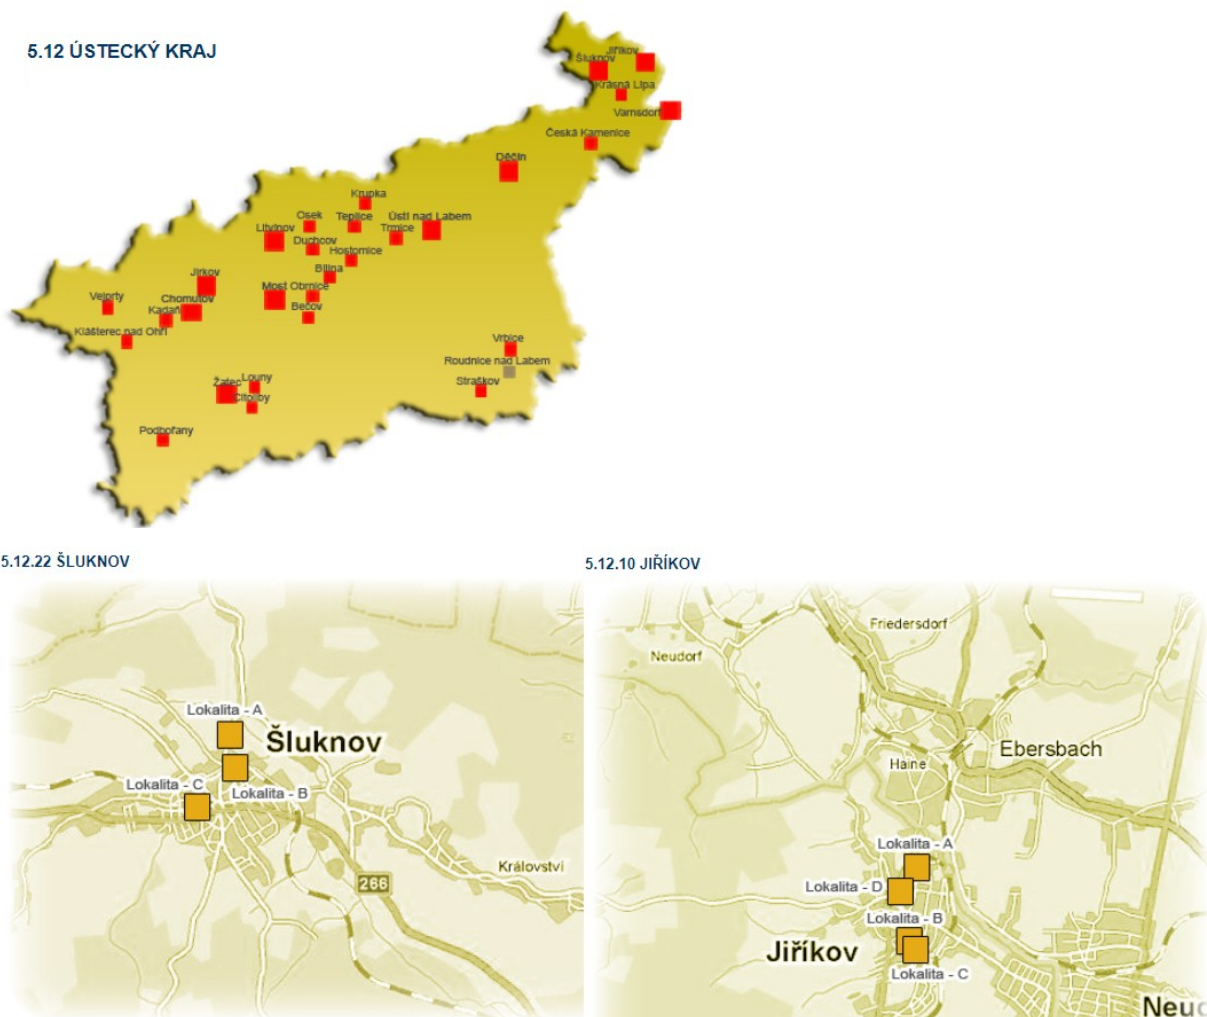 5.12 ÚSTECKÝ KRAJ
Jiříkov
Šluknov
Krásná Lípa
Varnsdorf
Česká Kamenice
Děčín
Krupka
Osek
Teplice
Ústí nad Labem
Litvínov
Trmice
Duchcov
Hostomice
Bílina
Jirkov
Most
Obrnice
Vejprty
Chomutov
Kadaň
Bečov
Klášterec nad Ohří
Vrbice
Roudnice nad Labem
Žatec
Louny
Straškov
Cítoliby
Podbořany
5.12.22 ŠLUKNOV
Lokalita - A
Šluknov
Lokalita - C
Lokalita - B
Království
266
5.12.10 JIŘÍKOV
Friedersdorf
Neudorf
Ebersbach
Haine
Lokalita - A
Lokalita - D
Lokalita - B
Jiříkov
Lokalita - C
Neug